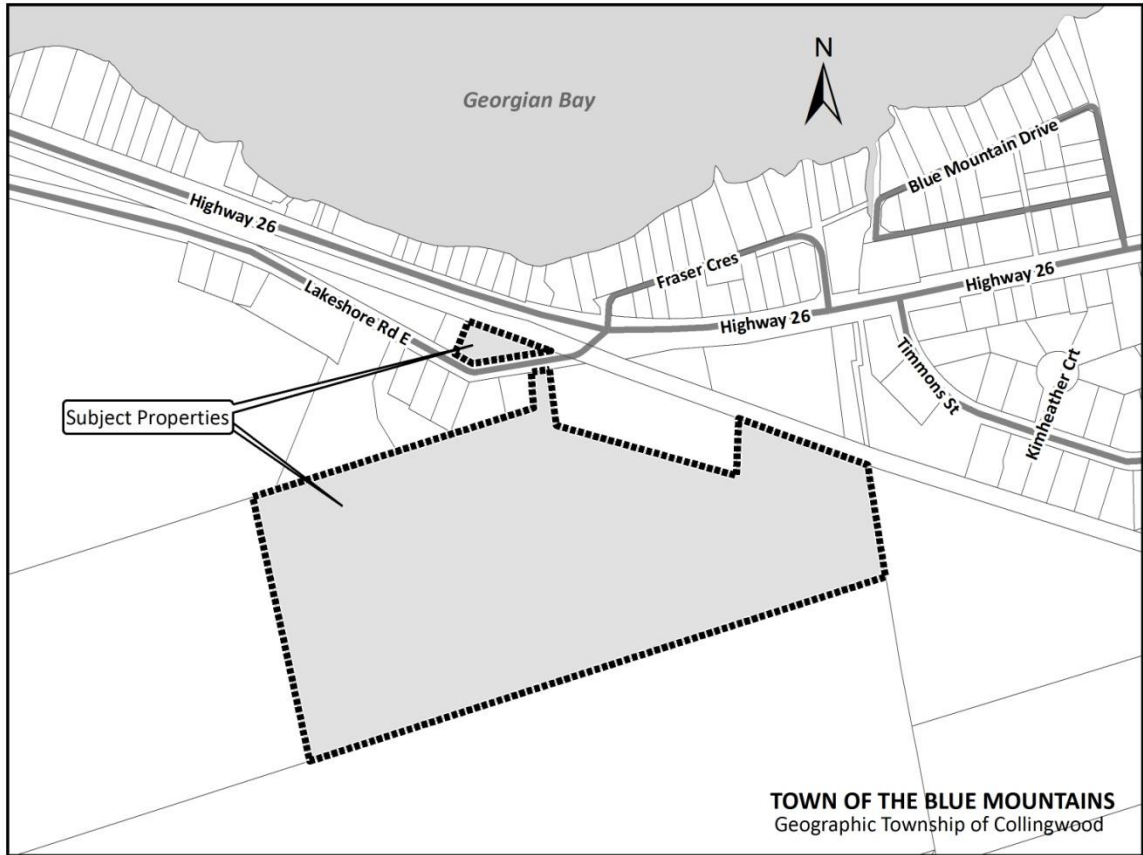 N
Georgian Bay
Blue Mountain Drive
Highway 26
Fraser Cres
Highway 26
Lakeshore Rd E
Highway 26
Timmons St
Kimheather Crt
Subject Properties
TOWN OF THE BLUE MOUNTAINS
Geographic Township of Collingwood